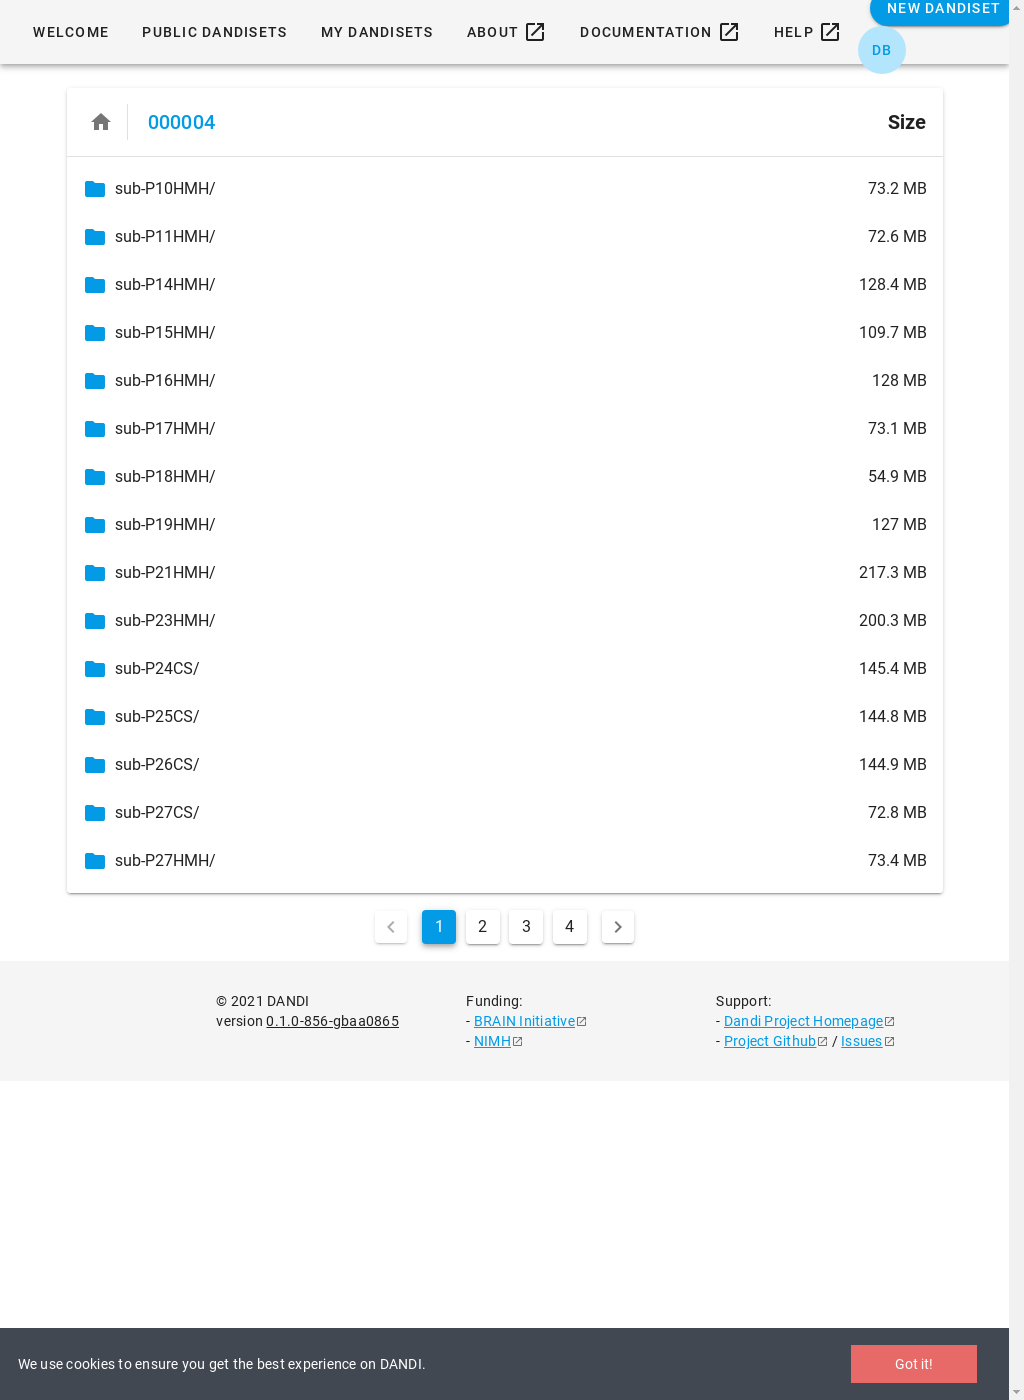 NEW DANDISET
WELCOME PUBLIC DANDISETS MY DANDISETS ABOUT DOCUMENTATION HELP
DB
000004 Size
sub-P10HMH/ 73.2 MB
sub-P11HMH/ 72.6 MB
sub-P14HMH/ 128.4 MB
sub-P15HMH/ 109.7 MB
sub-P16HMH/ 128 MB
sub-P17HMH/ 73.1 MB
sub-P18HMH/ 54.9 MB
sub-P19HMH/ 127 MB
sub-P21HMH/ 217.3 MB
sub-P23HMH/ 200.3 MB
sub-P24CS/ 145.4 MB
sub-P25CS/ 144.8 MB
sub-P26CS/ 144.9 MB
sub-P27CS/ 72.8 MB
sub-P27HMH/ 73.4 MB
1 2 3 4
© 2021 DANDI
version 0.1.0-856-gbaa0865
Funding:
- BRAIN Initiative
- NIMH
Support:
- Dandi Project Homepage
- Project Github / Issues
We use cookies to ensure you get the best experience on DANDI. Got it!